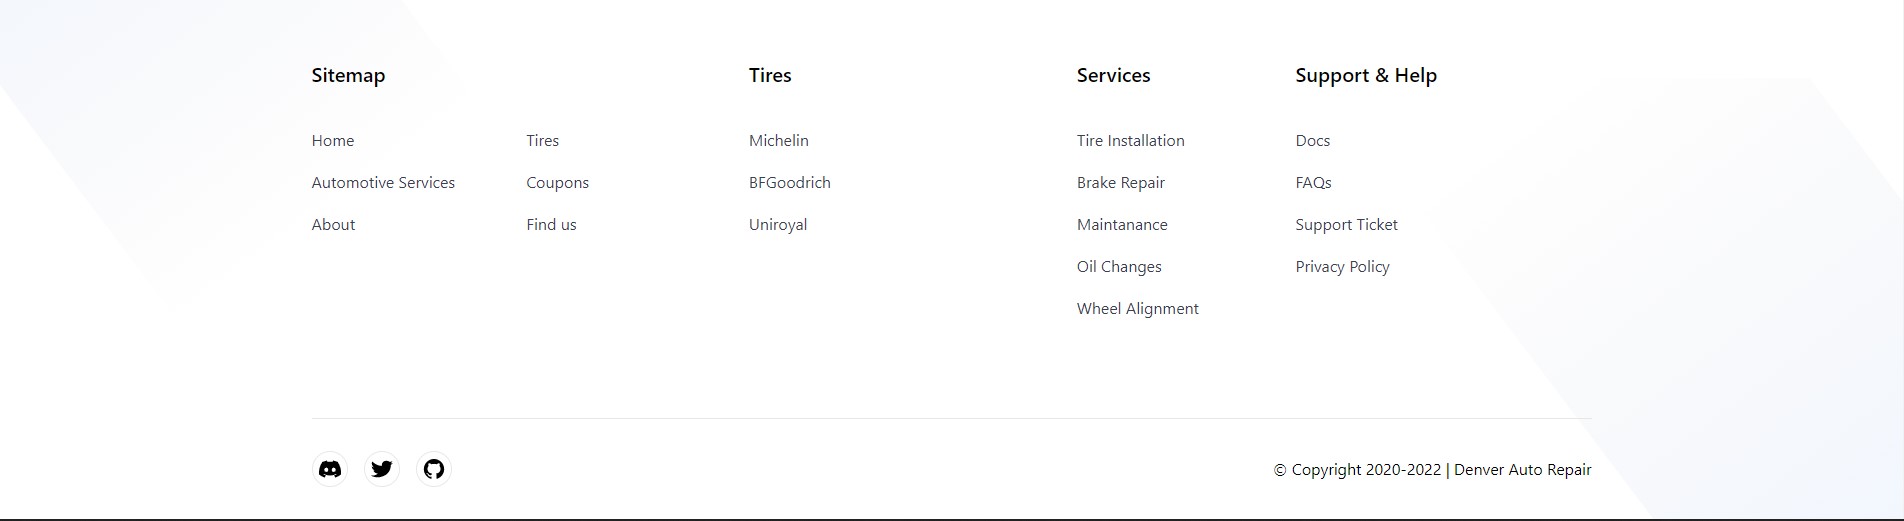 Sitemap
Home
Automotive Services
About
Tires
Coupons
Find us
Tires
Michelin
BFGoodrich
Uniroyal
Services
Tire Installation
Brake Repair
Maintanance
Oil Changes
Wheel Alignment
Support & Help
Docs
FAQs
Support Ticket
Privacy Policy
© Copyright 2020-2022 | Denver Auto Repair